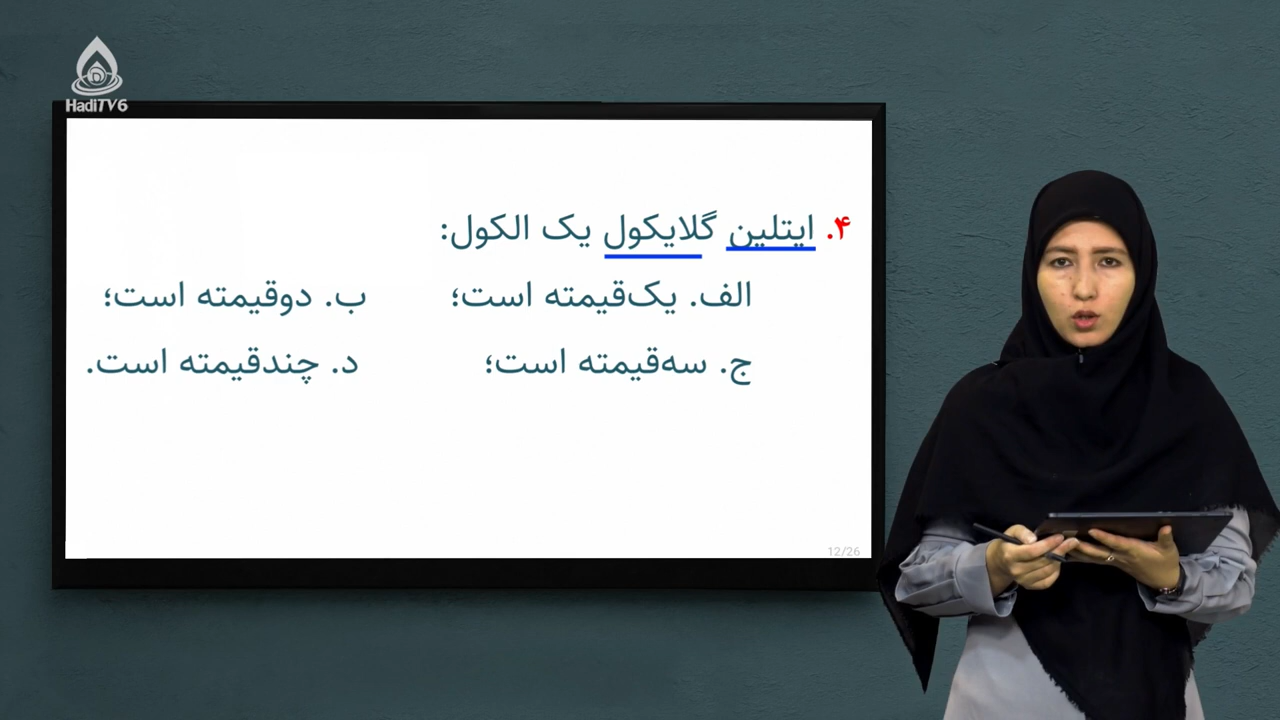 HadiTV6
۴. ایتلین گلایکول یک الکول:
الف. یک‌قیمته است؛ ب. دوقیمته است؛
ج. سه‌قیمته است؛ د. چندقیمته است.
12/26